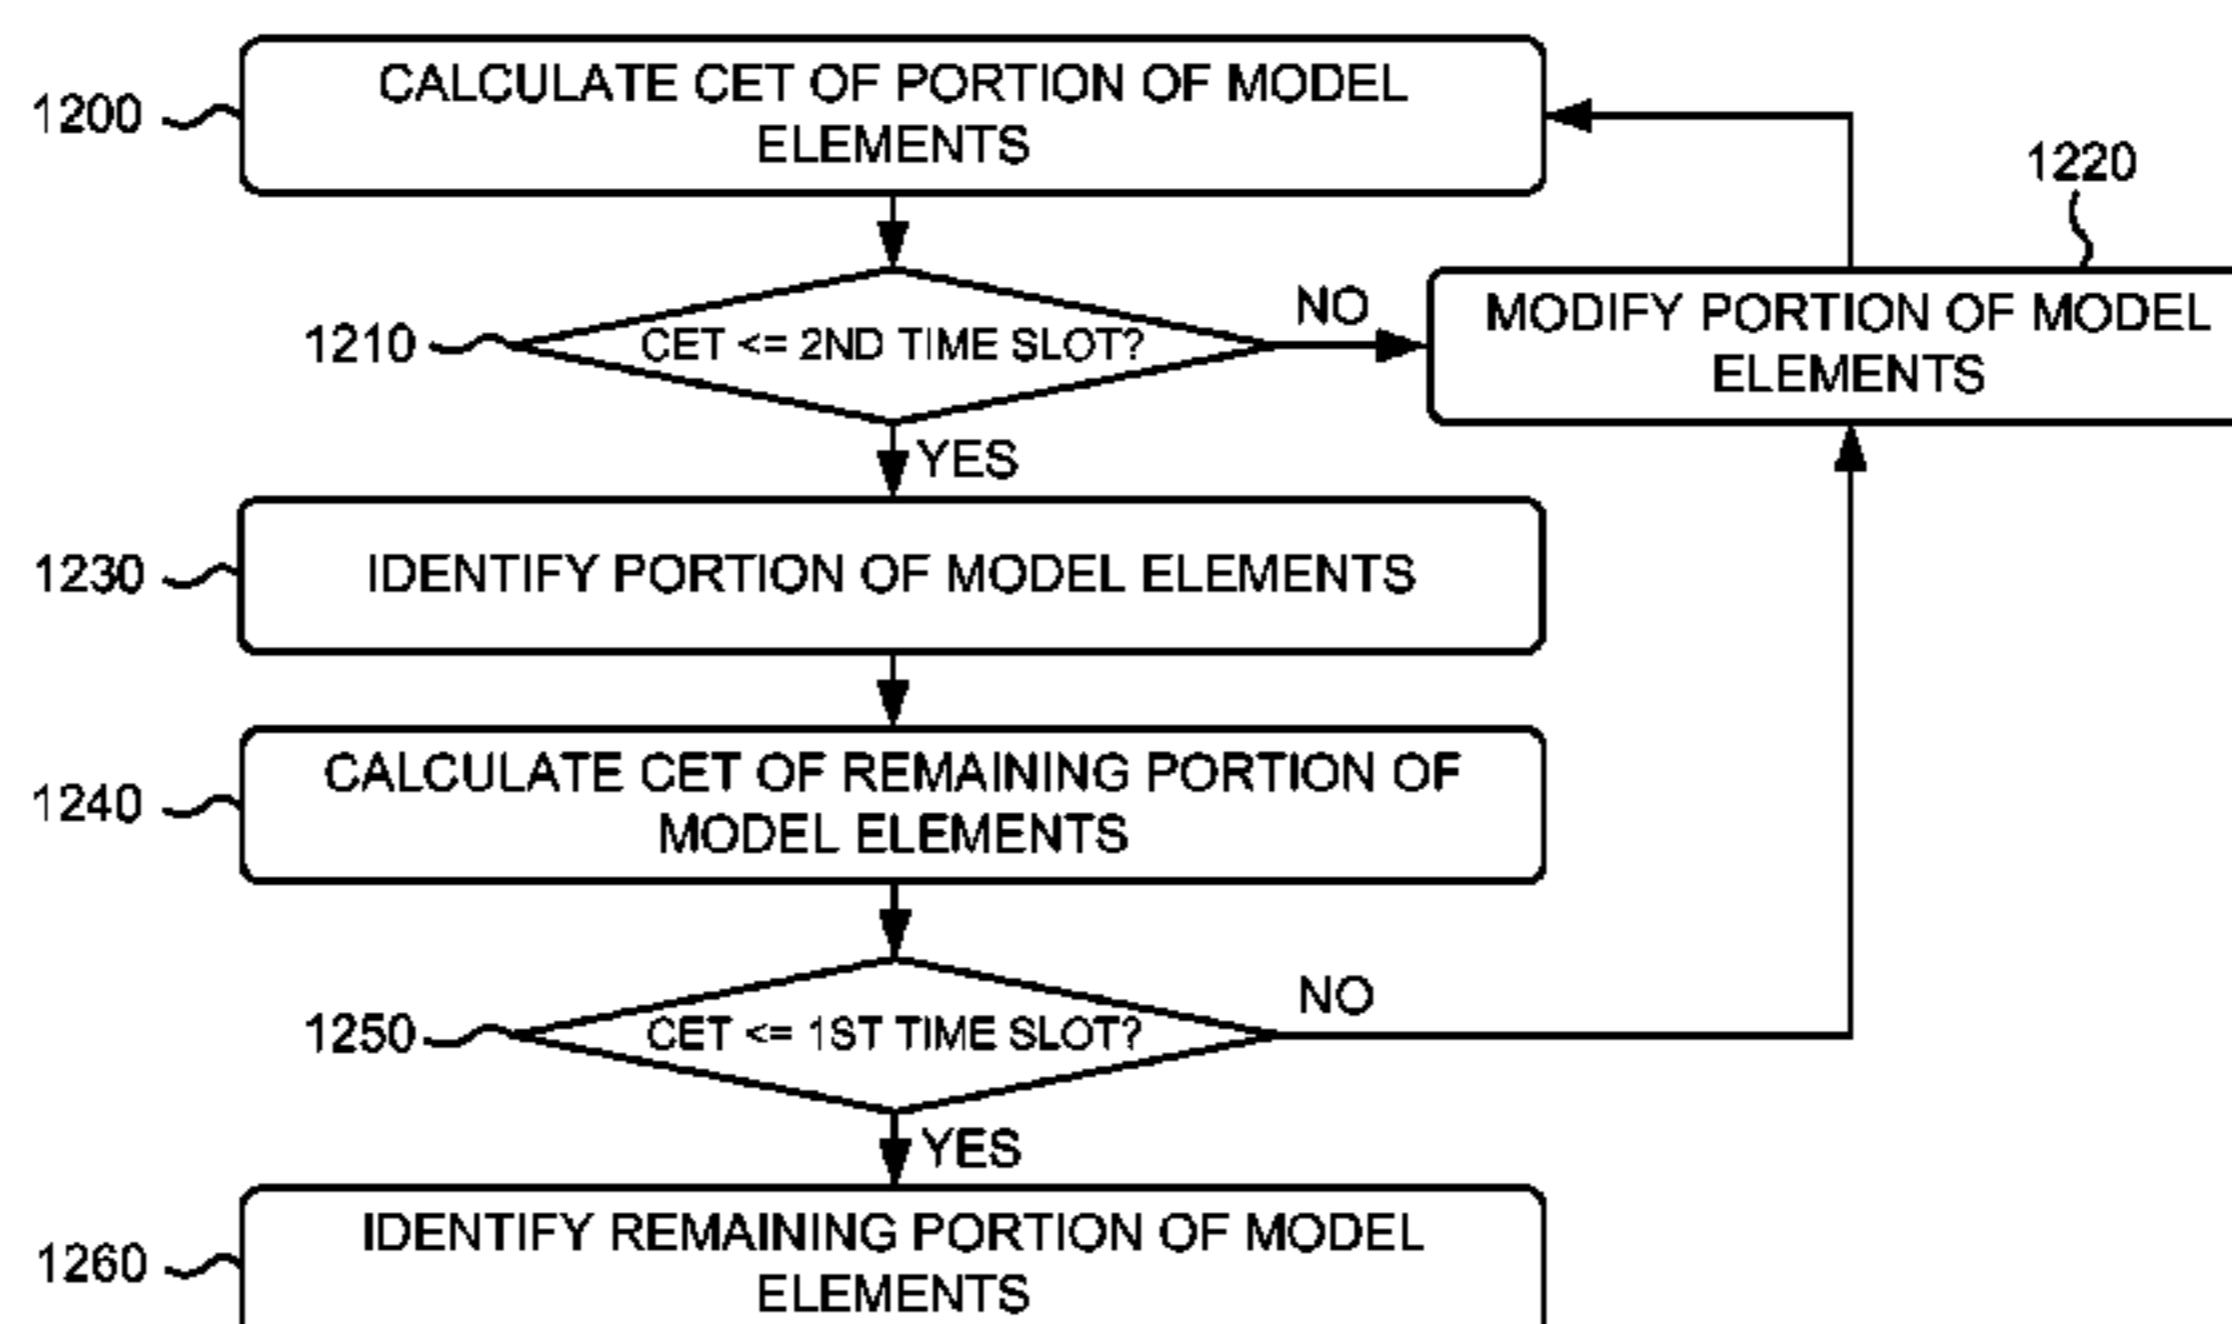 1200
CALCULATE CET OF PORTION OF MODEL
ELEMENTS
1220
1210
CET <= 2ND TIME SLOT?
NO
MODIFY PORTION OF MODEL
ELEMENTS
YES
1230
IDENTIFY PORTION OF MODEL ELEMENTS
1240
CALCULATE CET OF REMAINING PORTION OF
MODEL ELEMENTS
1250
CET <= 1ST TIME SLOT?
NO
YES
1260
IDENTIFY REMAINING PORTION OF MODEL
ELEMENTS